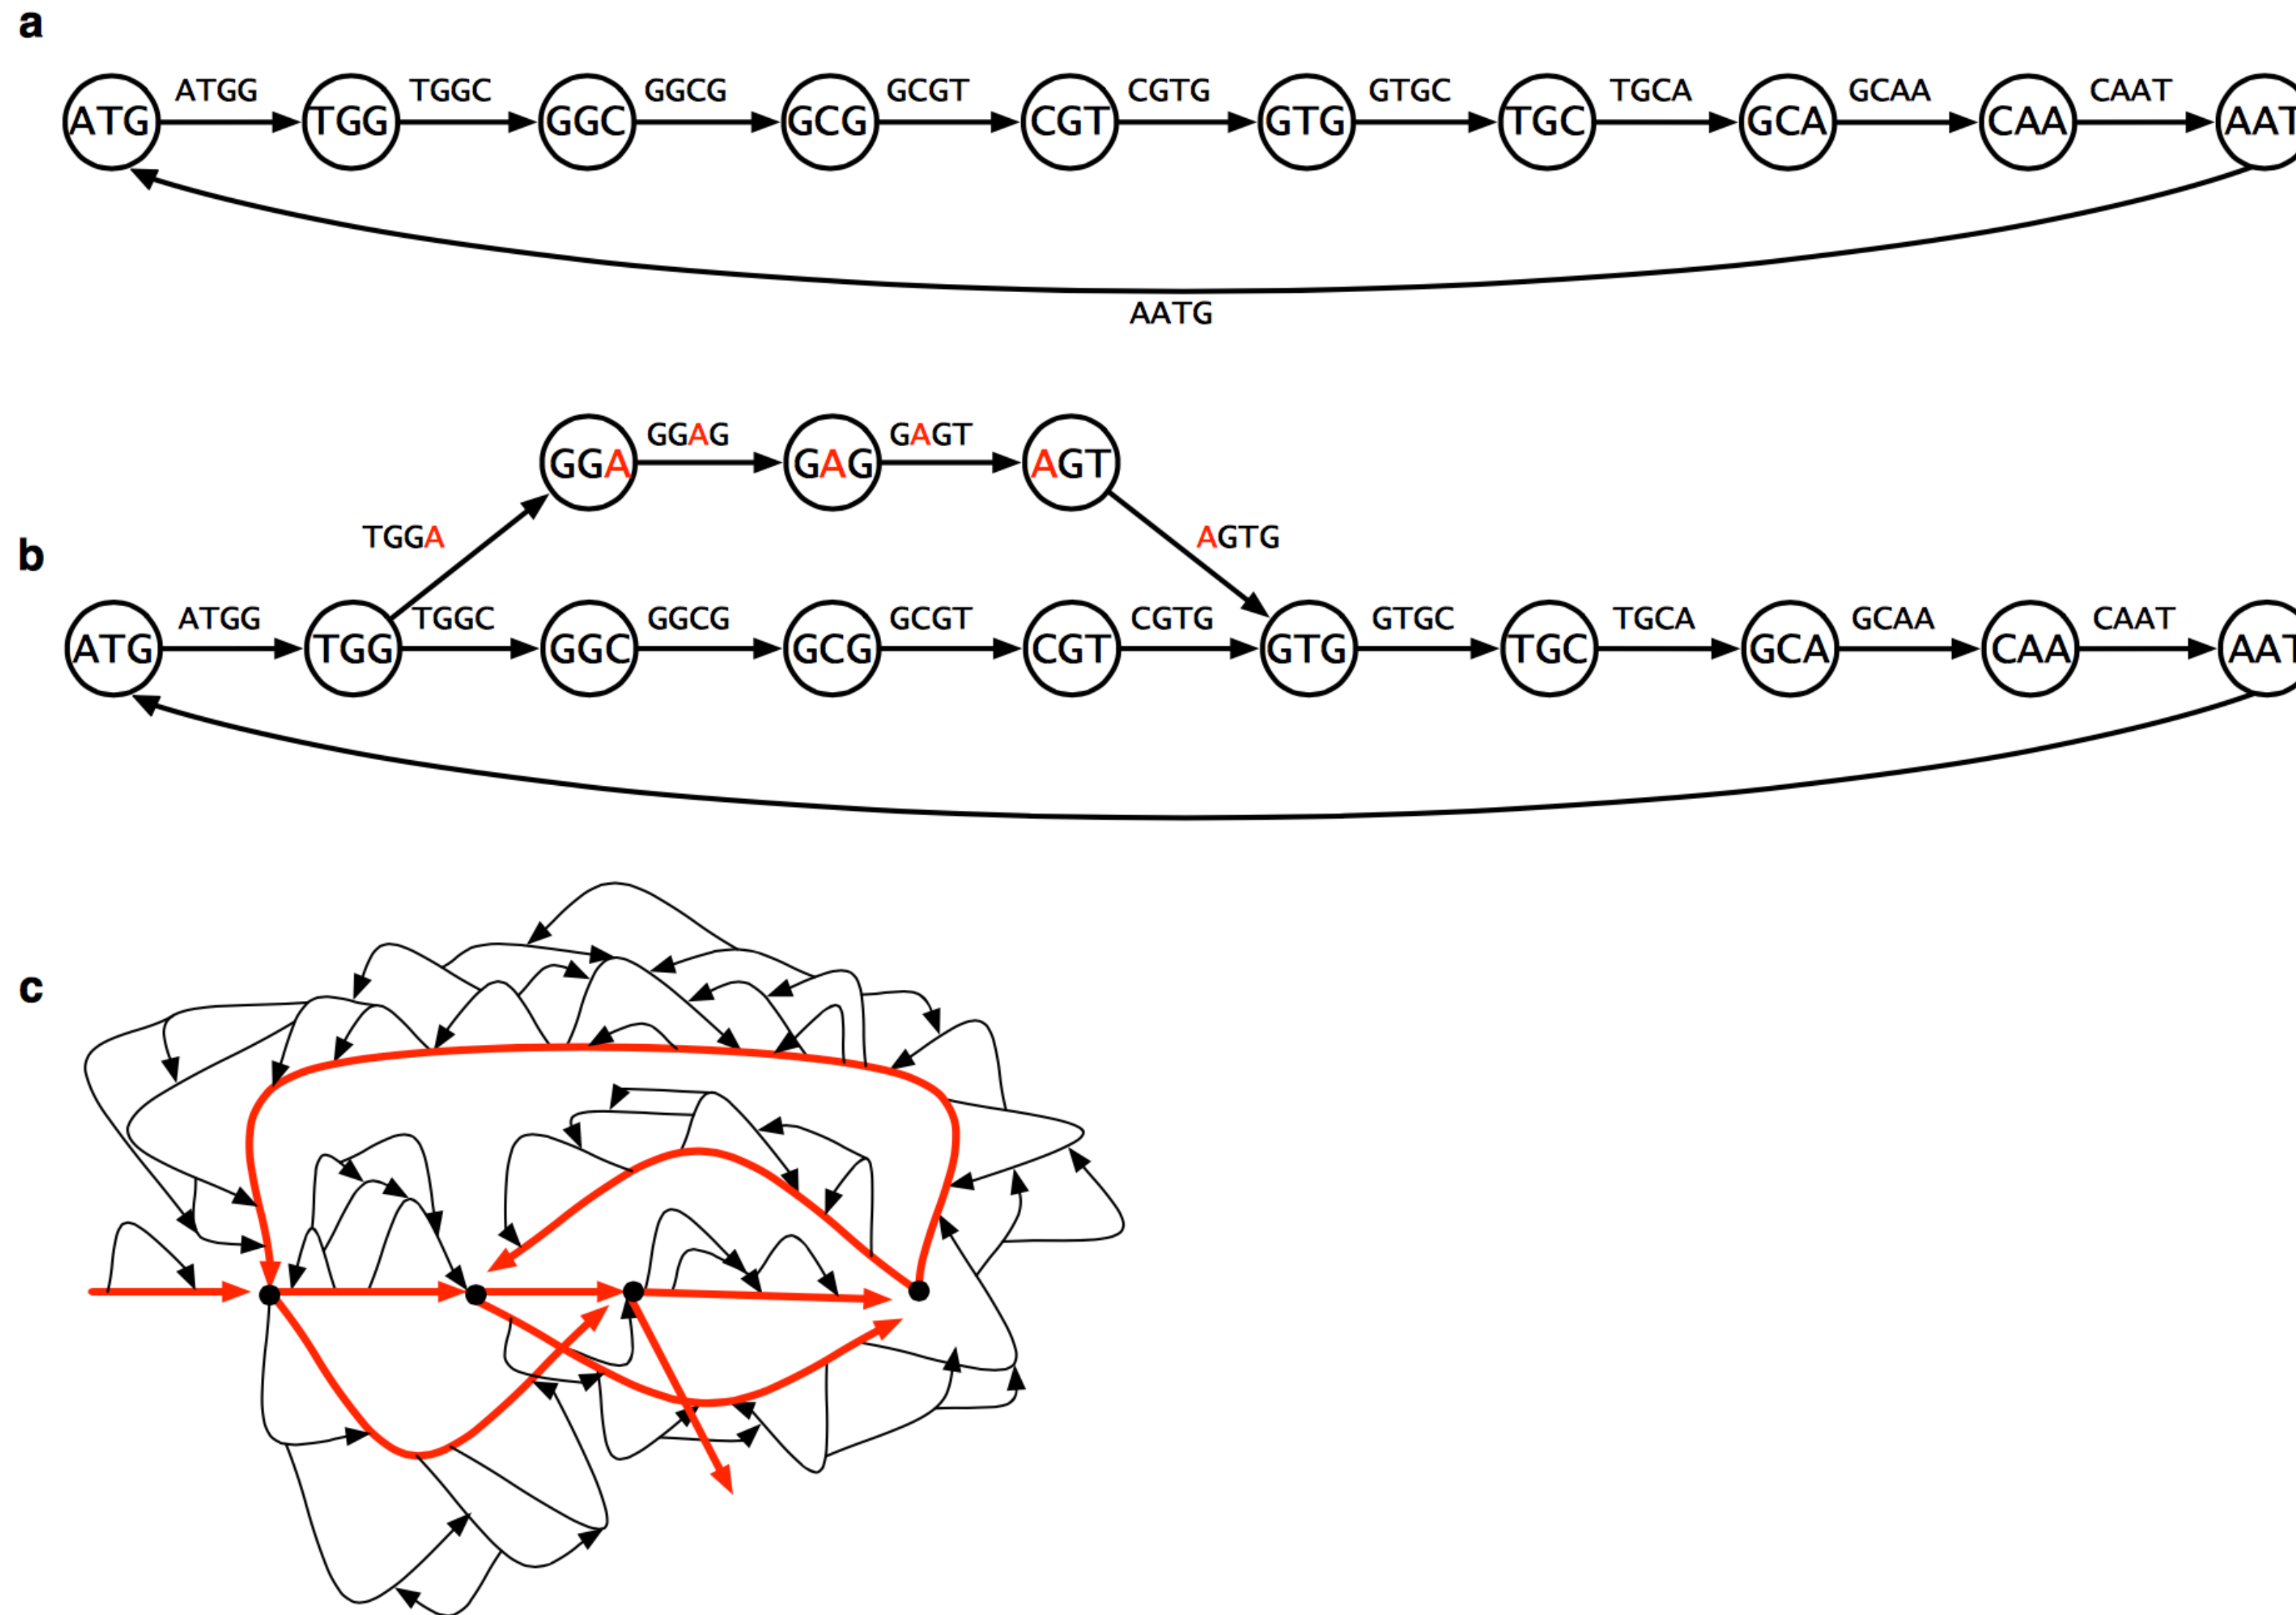 a
ATGG TGGC GGCG GCGT CGTG GTGC TGCA GCAA CAAT
ATG TGG GGC GCG CGT GTG TGC GCA CAA AAT
AATG
GGAG GAGT
GGA GAG AGT
TGGA AGTG
b
ATGG TGGC GGCG GCGT CGTG GTGC TGCA GCAA CAAT
ATG TGG GGC GCG CGT GTG TGC GCA CAA AAT
c